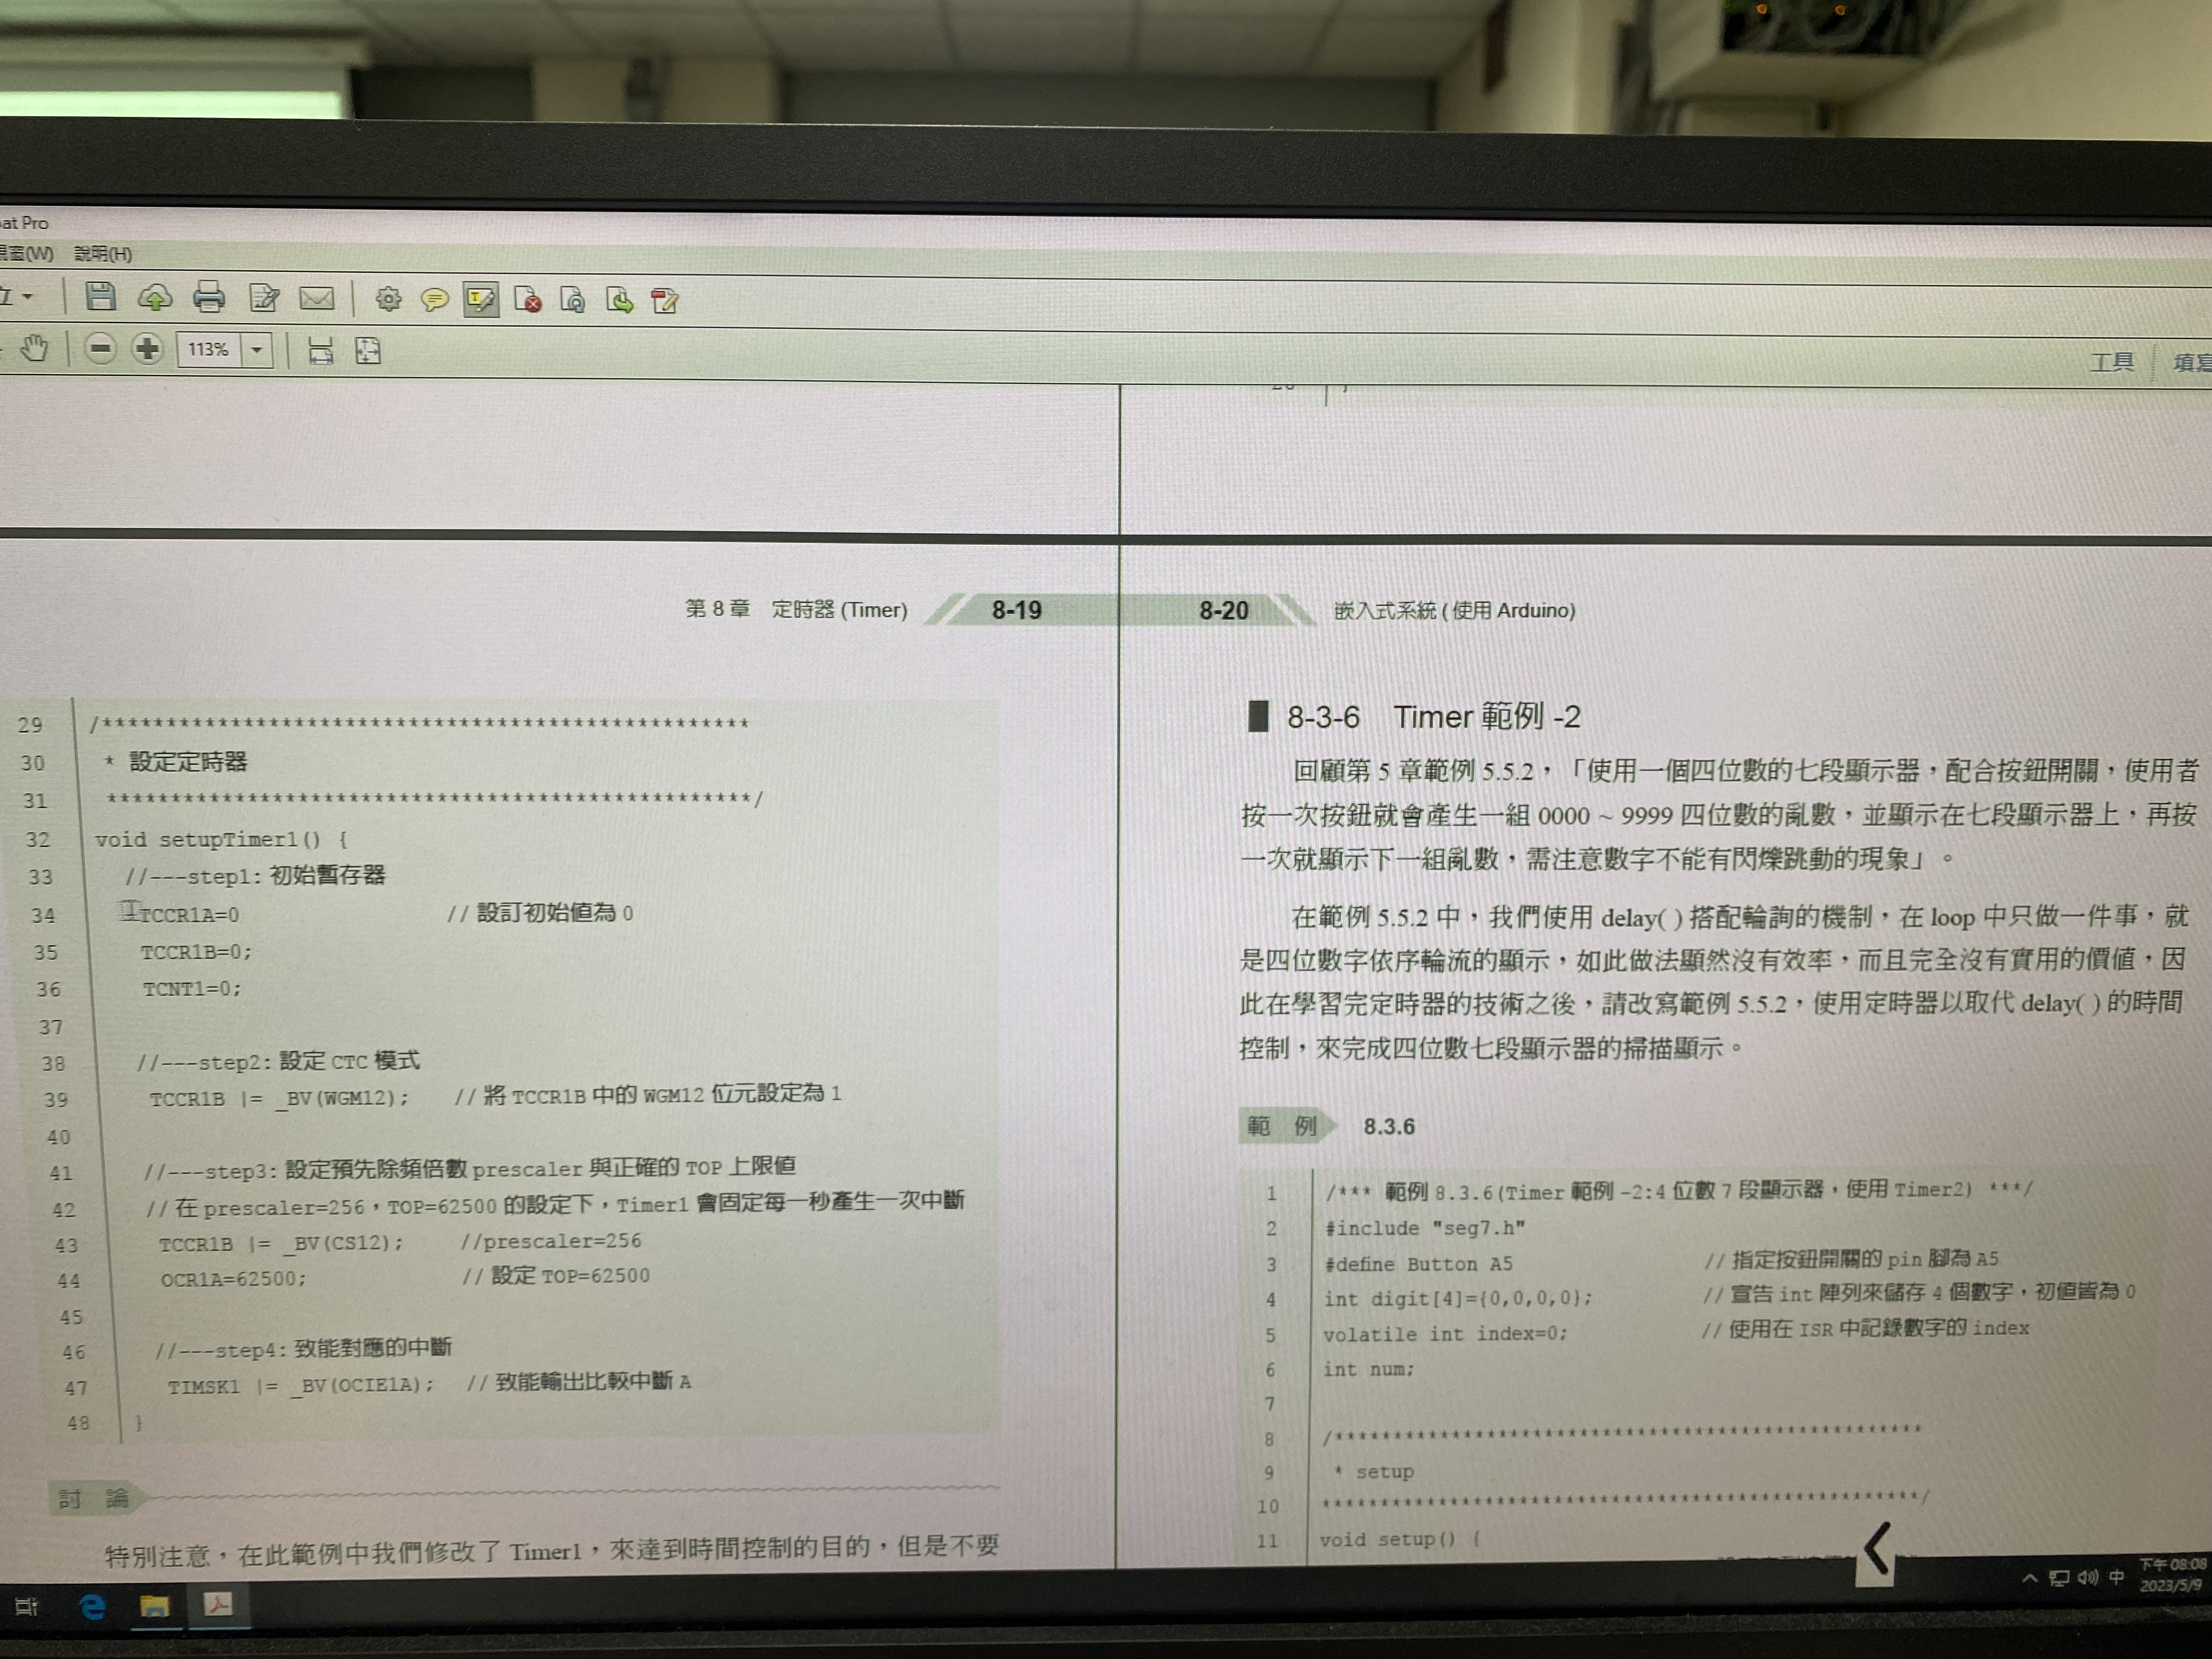 at Pro
視窗(W) 說明(H)
立
113%
工具
第 8 章 定時器 (Timer) 8-19
29 /***************************************************
30 * 設定定時器
31 ***************************************************/
32 void setupTimer1() {
33 //---step1: 初始暫存器
34 TCCR1A=0 // 設訂初始值為 0
35 TCCR1B=0;
36 TCNT1=0;
37
38 //---step2: 設定 CTC 模式
39 TCCR1B |= _BV(WGM12); // 將 TCCR1B 中的 WGM12 位元設定為 1
40
41 //---step3: 設定預先除頻倍數 prescaler 與正確的 TOP 上限值
42 // 在 prescaler=256，TOP=62500 的設定下，Timer1 會固定每一秒產生一次中斷
43 TCCR1B |= _BV(CS12); //prescaler=256
44 OCR1A=62500; // 設定 TOP=62500
45
46 //---step4: 致能對應的中斷
47 TIMSK1 |= _BV(OCIE1A); // 致能輸出比較中斷 A
48 }
討 論
特別注意，在此範例中我們修改了 Timer1，來達到時間控制的目的，但是不要
8-20 嵌入式系統 ( 使用 Arduino)
8-3-6 Timer 範例 -2
回顧第 5 章範例 5.5.2，「使用一個四位數的七段顯示器，配合按鈕開關，使用者
按一次按鈕就會產生一組 0000 ~ 9999 四位數的亂數，並顯示在七段顯示器上，再按
一次就顯示下一組亂數，需注意數字不能有閃爍跳動的現象」。
在範例 5.5.2 中，我們使用 delay( ) 搭配輪詢的機制，在 loop 中只做一件事，就
是四位數字依序輪流的顯示，如此做法顯然沒有效率，而且完全沒有實用的價值，因
此在學習完定時器的技術之後，請改寫範例 5.5.2，使用定時器以取代 delay( ) 的時間
控制，來完成四位數七段顯示器的掃描顯示。
範 例 8.3.6
1 /*** 範例 8.3.6(Timer 範例 -2:4 位數 7 段顯示器，使用 Timer2) ***/
2 #include "seg7.h"
3 #define Button A5 // 指定按鈕開關的 pin 腳為 A5
4 int digit[4]={0,0,0,0}; // 宣告 int 陣列來儲存 4 個數字，初值皆為 0
5 volatile int index=0; // 使用在 ISR 中記錄數字的 index
6 int num;
7
8 /***************************************************
9 * setup
10 ***************************************************/
11 void setup() {
中
下午 08:08
2023/5/9